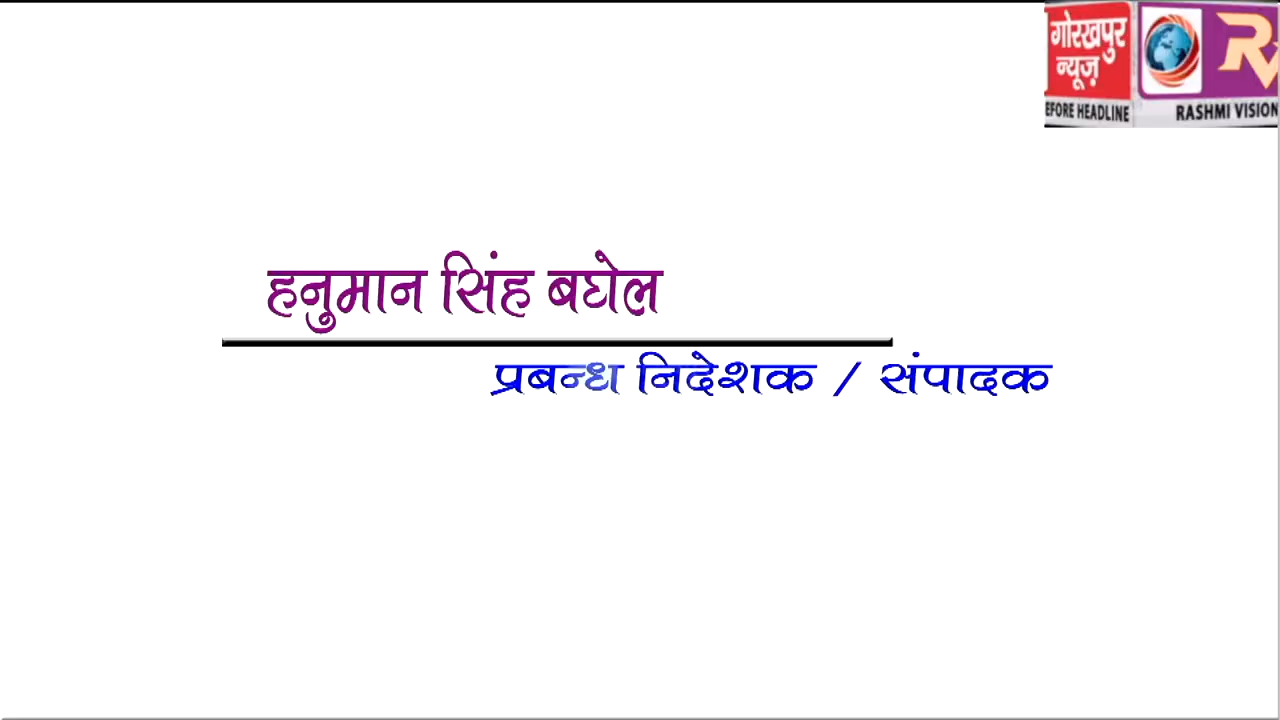 गोरखपुर
न्यूज़
EFORE HEADLINE
RASHMI VISION
हनुमान सिंह बघेल
प्रबन्ध निदेशक / संपादक